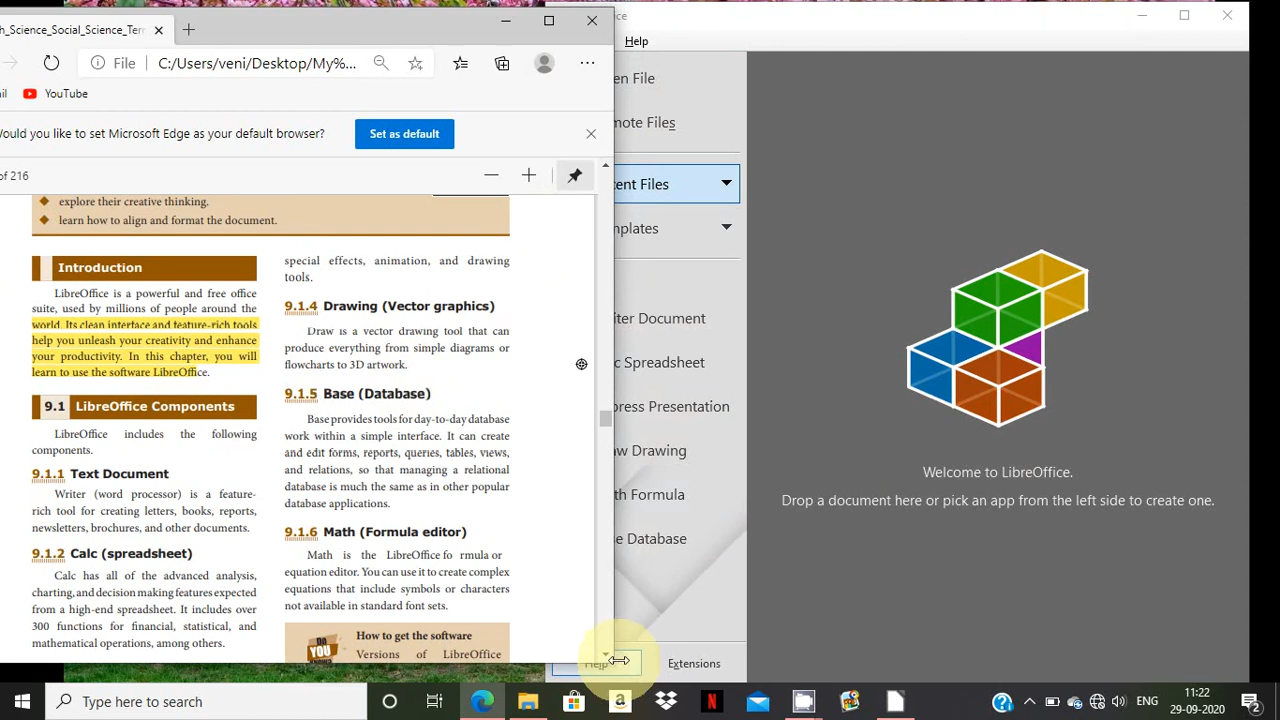 h_Science_Social_Science_Ter
File
C:/Users/veni/Desktop/My%...
ail
YouTube
Would you like to set Microsoft Edge as your default browser?
Set as default
of 216
explore their creative thinking.
learn how to align and format the document.
Introduction
LibreOffice is a powerful and free office
suite, used by millions of people around the
world. Its clean interface and feature-rich tools
help you unleash your creativity and enhance
your productivity. In this chapter, you will
learn to use the software LibreOffice.
9.1 LibreOffice Components
LibreOffice includes the following
components.
9.1.1 Text Document
Writer (word processor) is a feature-
rich tool for creating letters, books, reports,
newsletters, brochures, and other documents.
9.1.2 Calc (spreadsheet)
Calc has all of the advanced analysis,
charting, and decision making features expected
from a high-end spreadsheet. It includes over
300 functions for financial, statistical, and
mathematical operations, among others.
special effects, animation, and drawing
tools.
9.1.4 Drawing (Vector graphics)
Draw is a vector drawing tool that can
produce everything from simple diagrams or
flowcharts to 3D artwork.
9.1.5 Base (Database)
Base provides tools for day-to-day database
work within a simple interface. It can create
and edit forms, reports, queries, tables, views,
and relations, so that managing a relational
database is much the same as in other popular
database applications.
9.1.6 Math (Formula editor)
Math is the LibreOffice fo rmula or
equation editor. You can use it to create complex
equations that include symbols or characters
not available in standard font sets.
DO
YOU
How to get the software
Versions of LibreOffice
ice
Help
en File
mote Files
ent Files
mplates
iter Document
c Spreadsheet
press Presentation
aw Drawing
th Formula
se Database
Help
Extensions
Welcome to LibreOffice.
Drop a document here or pick an app from the left side to create one.
Type here to search
ENG
11:22
29-09-2020
2